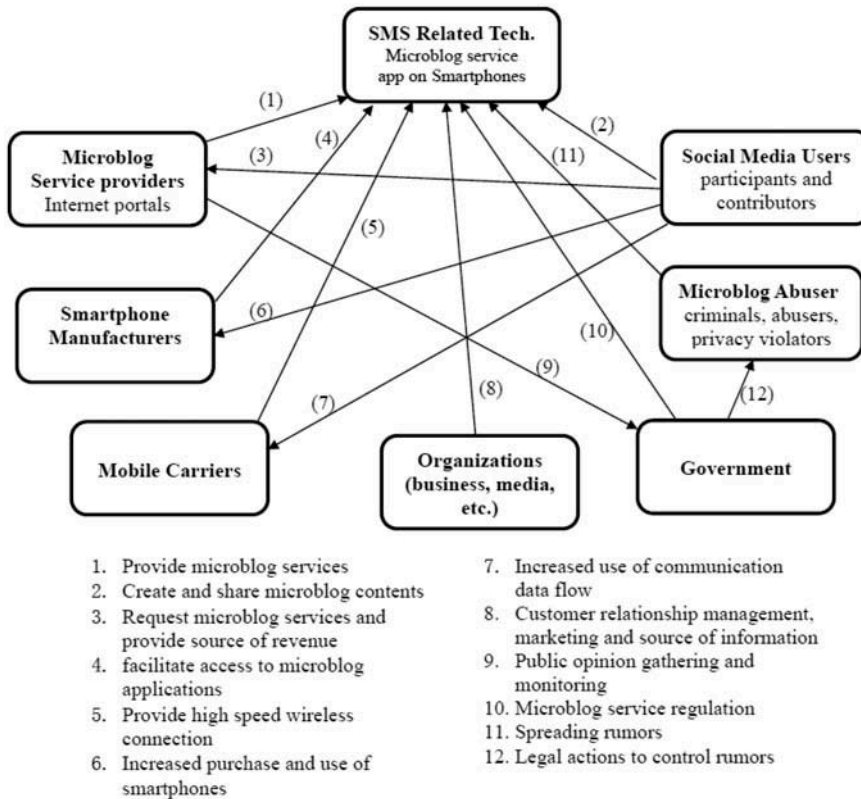 SMS Related Tech.
Microblog service
app on Smartphones
(1)
(2)
(4)
(3)
(11)
Microblog
Service providers
Internet portals
Social Media Users
participants and
contributors
(5)
Smartphone
Manufacturers
(6)
(10)
Microblog Abuser
criminals, abusers,
privacy violators
(7)
(8)
(9)
(12)
Mobile Carriers
Organizations
(business, media,
etc.)
Government
1. Provide microblog services
2. Create and share microblog contents
3. Request microblog services and
provide source of revenue
4. facilitate access to microblog
applications
5. Provide high speed wireless
connection
6. Increased purchase and use of
smartphones
7. Increased use of communication
data flow
8. Customer relationship management,
marketing and source of information
9. Public opinion gathering and
monitoring
10. Microblog service regulation
11. Spreading rumors
12. Legal actions to control rumors